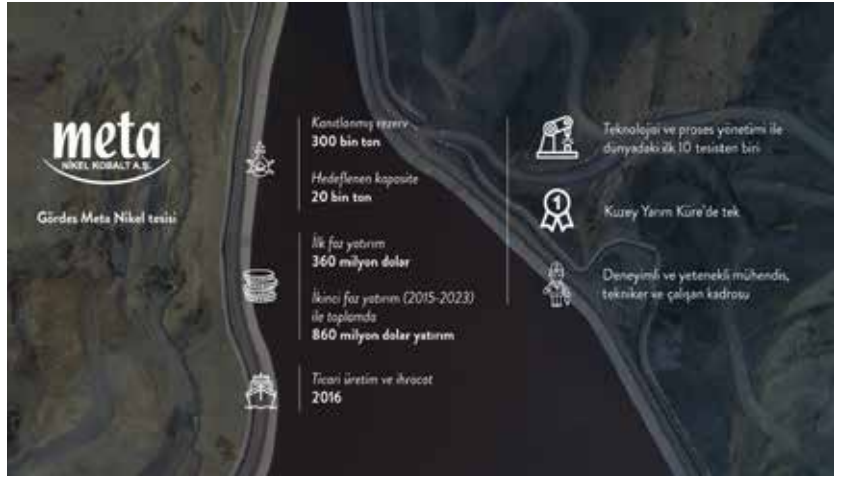 meta
NİKEL KOBALT A.Ş.
Gördes Meta Nikel tesisi
Kanıtlanmış rezerv
300 bin ton
Hedeflenen kapasite
20 bin ton
İlk faz yatırım
360 milyon dolar
İkinci faz yatırım (2015-2023)
ile toplamda
860 milyon dolar yatırım
Ticari üretim ve ihracat
2016
Teknolojisi ve proses yönetimi ile
dünyadaki ilk 10 tesisten biri
1
Kuzey Yarım Küre'de tek
Deneyimli ve yetenekli mühendis,
tekniker ve çalışan kadrosu